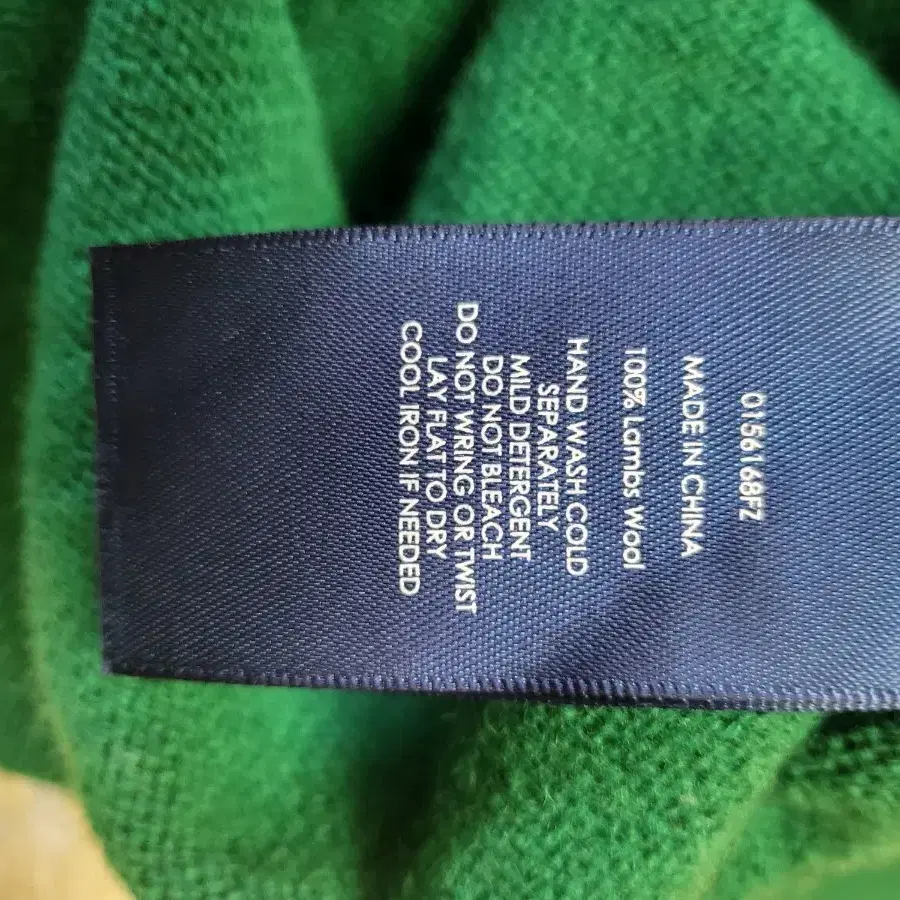 0156168FZ
MADE IN CHINA
100% Lambs Wool
HAND WASH COLD
SEPARATELY
MILD DETERGENT
DO NOT BLEACH
DO NOT WRING OR TWIST
LAY FLAT TO DRY
COOL IRON IF NEEDED